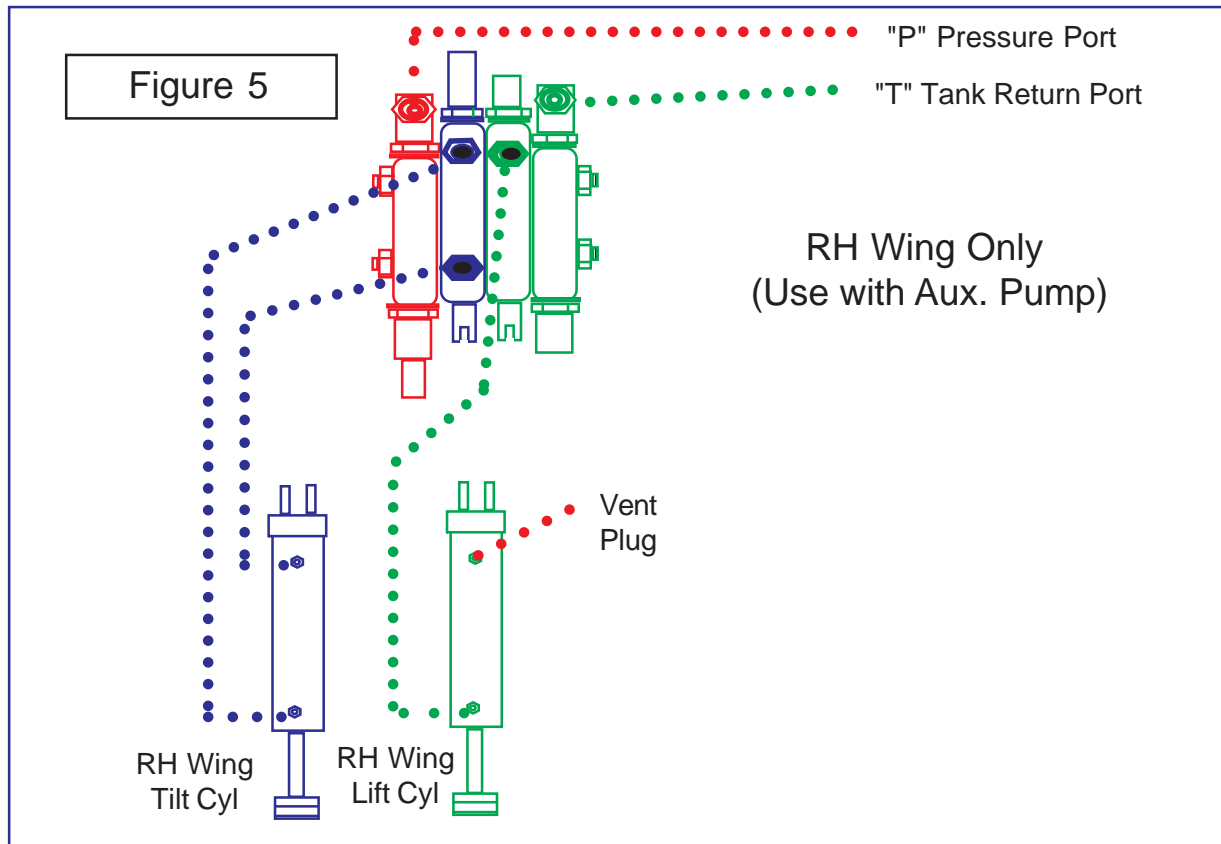 Figure 5
"P" Pressure Port
"T" Tank Return Port
RH Wing Only
(Use with Aux. Pump)
Vent
Plug
RH Wing
Tilt Cyl
RH Wing
Lift Cyl